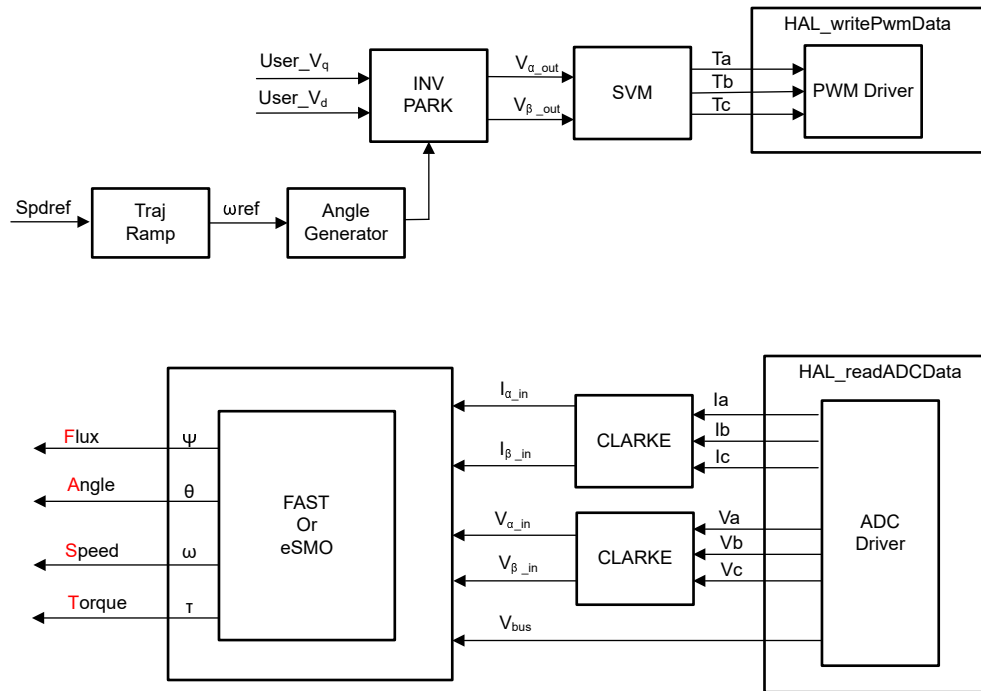 HAL_writePwmData
User_Vq
User_Vd
INV
PARK
Vα_out
Vβ_out
SVM
Ta
Tb
Tc
PWM Driver
Spdref
Traj
Ramp
ωref
Angle
Generator
HAL_readADCData
Flux
Angle
Speed
Torque
Ψ
θ
ω
τ
FAST
Or
eSMO
Iα_in
Iβ_in
Vα_in
Vβ_in
Vbus
CLARKE
CLARKE
Ia
Ib
Ic
Va
Vb
Vc
ADC
Driver